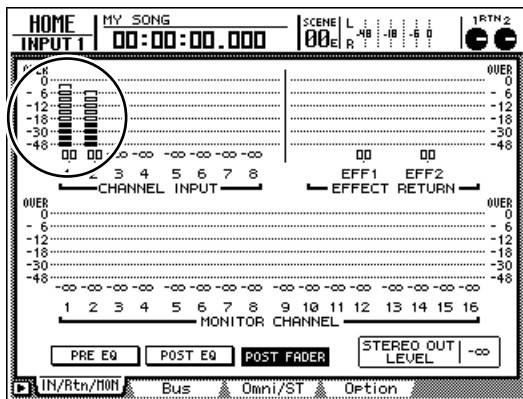 HOME MY SONG SCENE L -48 -18 -6 0 1 RTN 2
INPUT 1 00:00:00.000 00E R
OVER OVER
0 0
- 6 - 6
-12 -12
-18 -18
-30 -30
-48 -48
00 00 -∞ -∞ -∞ -∞ -∞ -∞ 00 00
1 2 3 4 5 6 7 8 EFF1 EFF2
CHANNEL INPUT EFFECT RETURN
OVER OVER
0 0
- 6 - 6
-12 -12
-18 -18
-30 -30
-48 -48
-∞ -∞ -∞ -∞ -∞ -∞ -∞ -∞ -∞ -∞ -∞ -∞ -∞ -∞ -∞ -∞
1 2 3 4 5 6 7 8 9 10 11 12 13 14 15 16
MONITOR CHANNEL
PRE EQ POST EQ POST FADER STEREO OUT LEVEL -∞
IN/Rtn/MON Bus Omni/ST Option